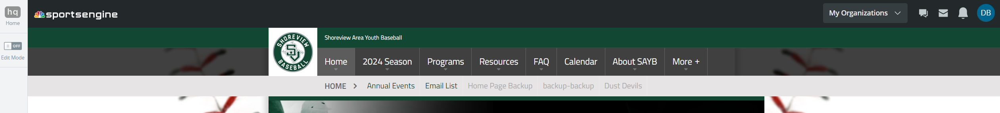 hq
Home
OFF
Edit Mode
sportsengine
My Organizations
DB
Shoreview Area Youth Baseball
SHOREVIEW
SV
BASEBALL
Home 2024 Season Programs Resources FAQ Calendar About SAYB More +
HOME Annual Events Email List Home Page Backup backup-backup Dust Devils